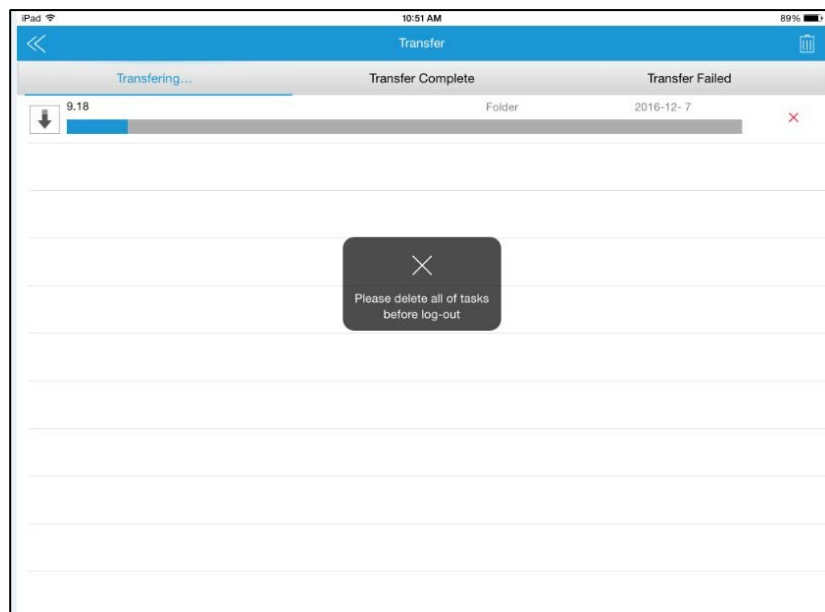 iPad 10:51 AM 89%
Transfer
Transfering... Transfer Complete Transfer Failed
9.18 Folder 2016-12- 7
Please delete all of tasks
before log-out